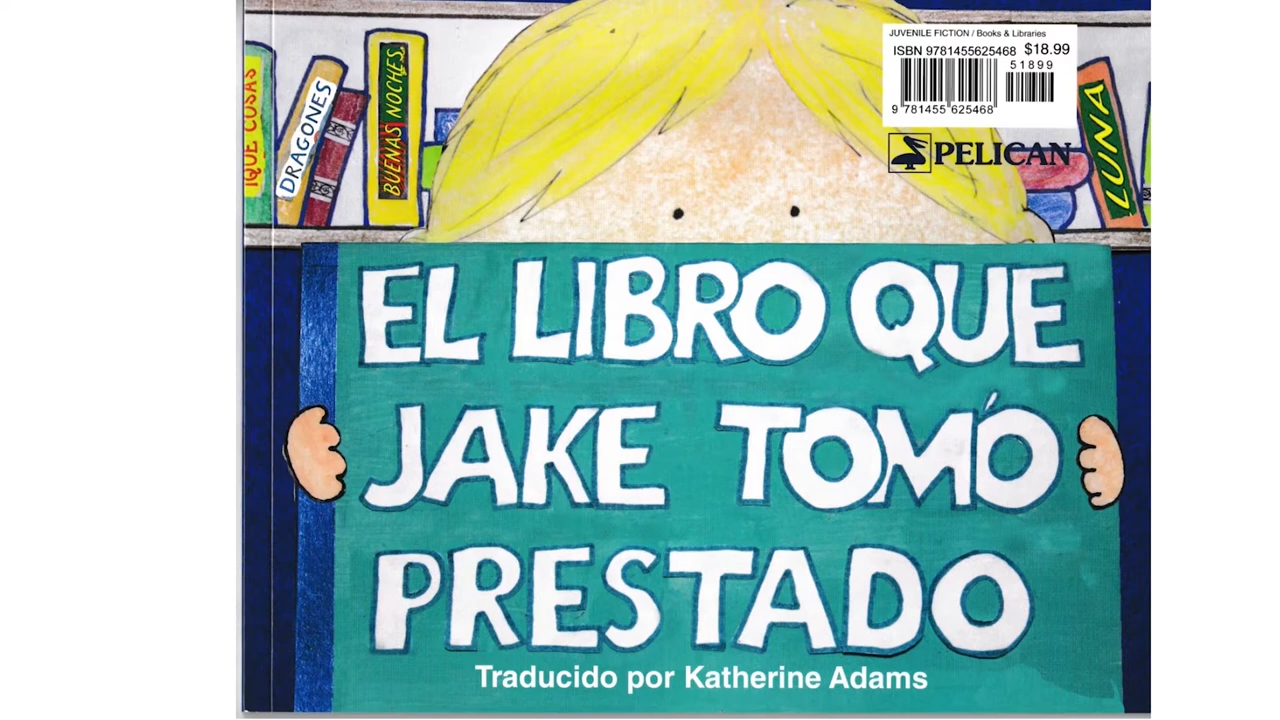 JUVENILE FICTION / Books & Libraries
ISBN 9781455625468 $18.99
51899
9 781455 625468
PELICAN
¡QUE COSAS
DRAGONES
BUENAS NOCHES
LUNA
EL LIBRO QUE
JAKE TOMÓ
PRESTADO
Traducido por Katherine Adams